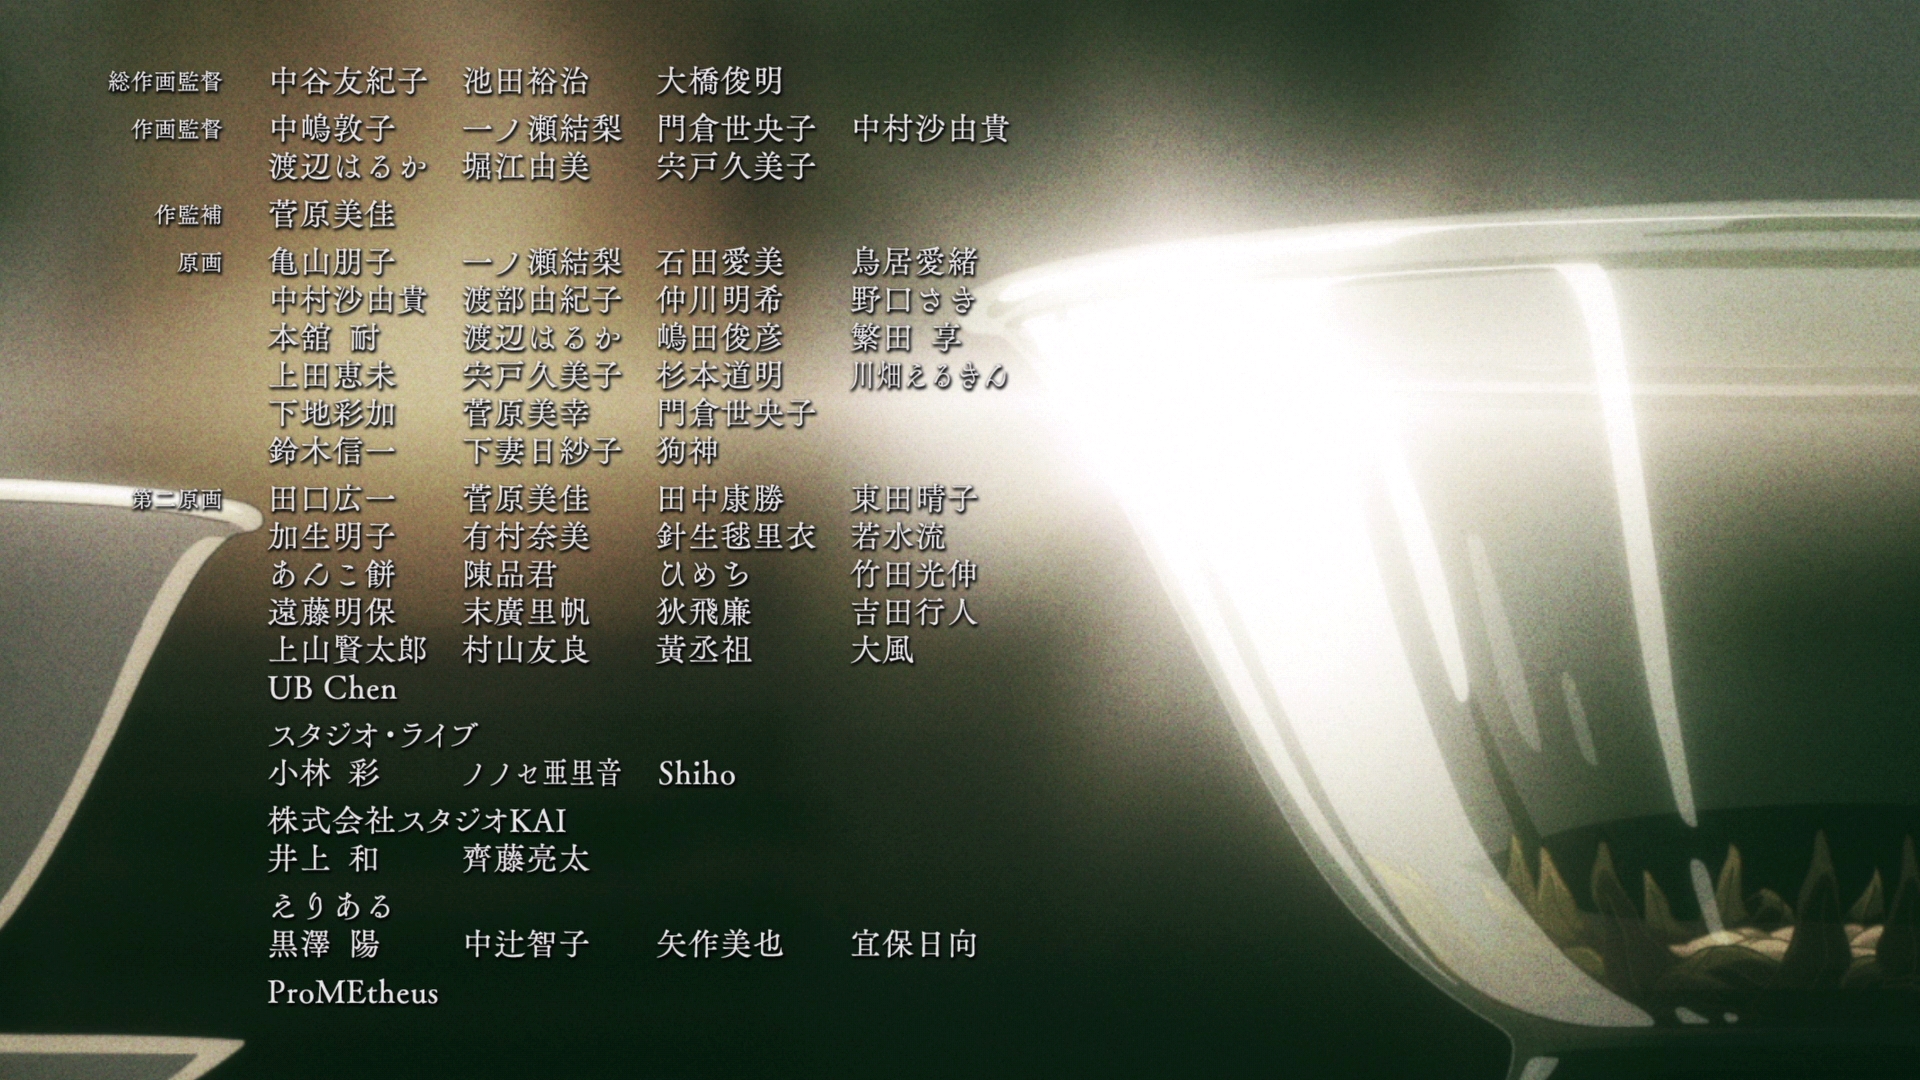 総作画監督 中谷友紀子 池田裕治 大橋俊明
作画監督 中嶋敦子 一ノ瀬結梨 門倉世央子 中村沙由貴
渡辺はるか 堀江由美 宍戸久美子
作監補 菅原美佳
原画 亀山朋子 一ノ瀬結梨 石田愛美 鳥居愛緒
中村沙由貴 渡部由紀子 仲川明希 野口さき
本舘 耐 渡辺はるか 嶋田俊彦 繁田 享
上田恵未 宍戸久美子 杉本道明 川畑えるきん
下地彩加 菅原美幸 門倉世央子
鈴木信一 下妻日紗子 狗神
第二原画 田口広一 菅原美佳 田中康勝 東田晴子
加生明子 有村奈美 針生毬里衣 若水流
あんこ餅 陳品君 ひめち 竹田光伸
遠藤明保 末廣里帆 狄飛廉 吉田行人
上山賢太郎 村山友良 黃丞祖 大風
UB Chen
スタジオ・ライブ
小林 彩 ノノセ亜里音 Shiho
株式会社スタジオKAI
井上 和 齊藤亮太
えりある
黒澤 陽 中辻智子 矢作美也 宜保日向
ProMEtheus